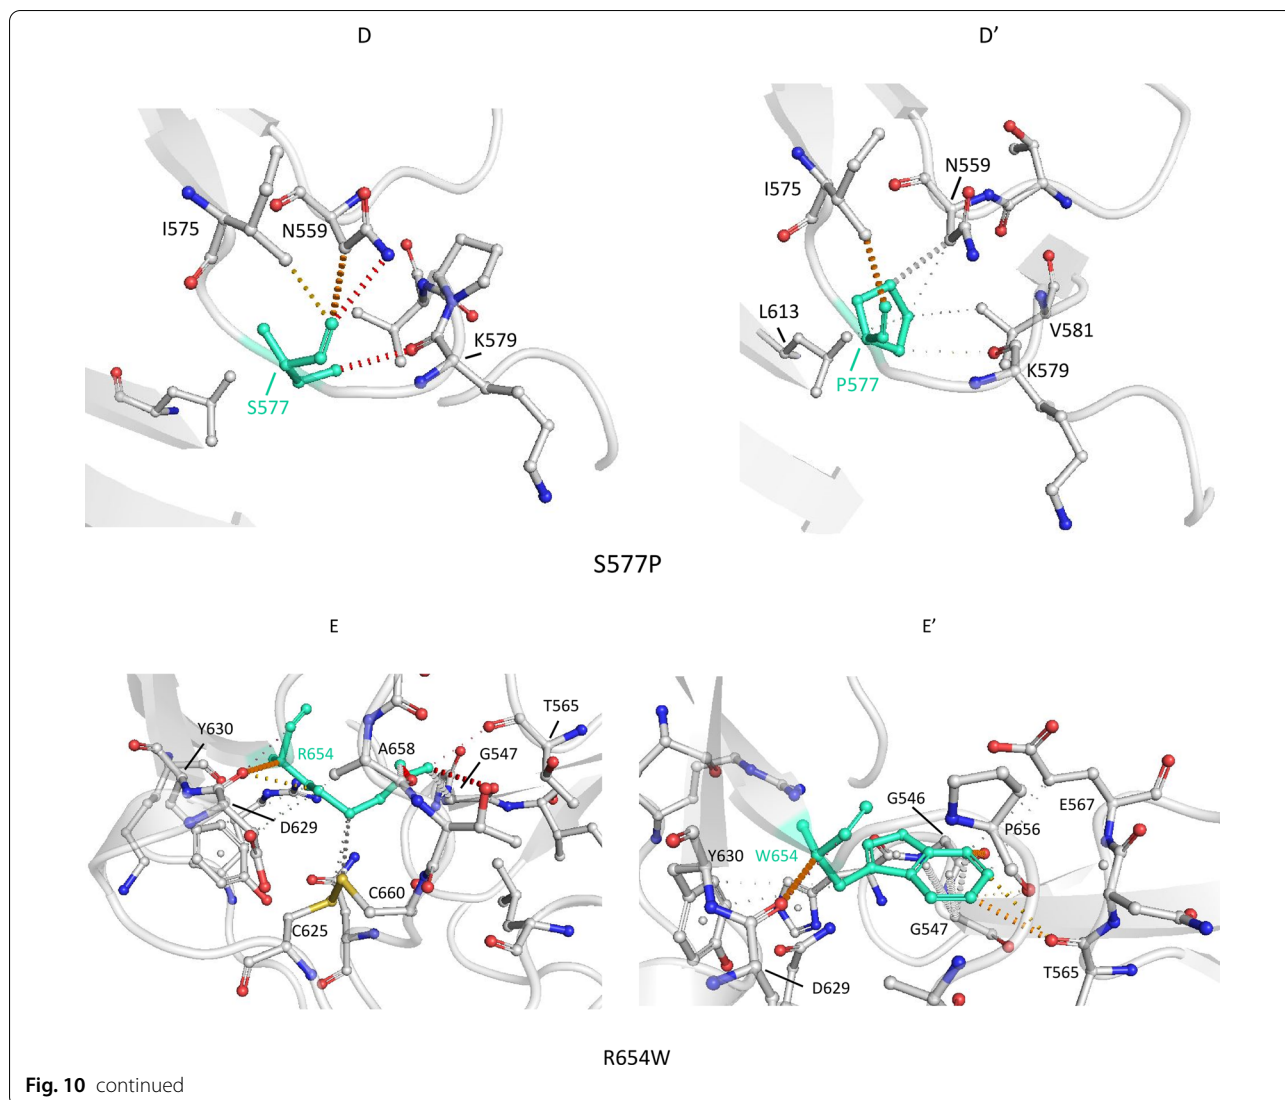 D
D’
I575
N559
K579
S577
I575
N559
L613
V581
P577
K579
S577P
E
E’
Y630
R654
A658
T565
G547
D629
C660
C625
G546
E567
P656
Y630
W654
G547
T565
D629
R654W
Fig. 10 continued